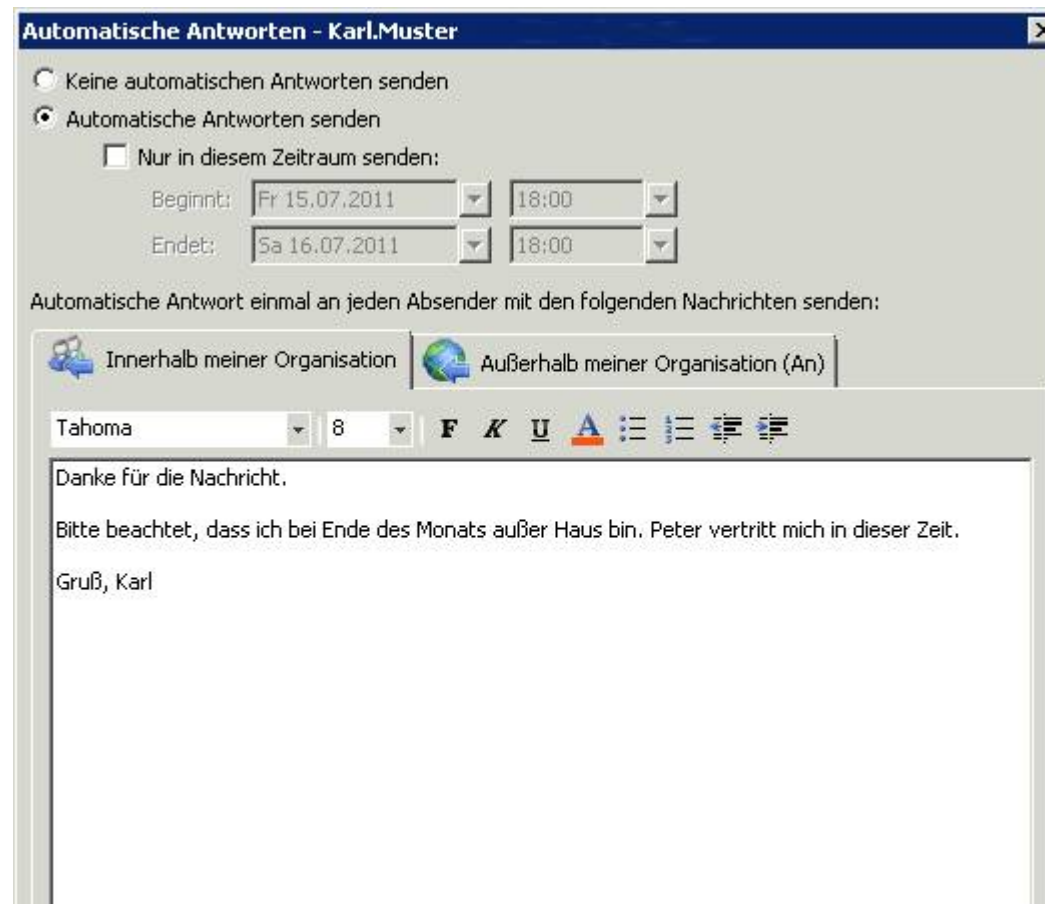 Automatische Antworten - Karl.Muster
Keine automatischen Antworten senden
Automatische Antworten senden
Nur in diesem Zeitraum senden:
Beginnt: Fr 15.07.2011 18:00
Endet: Sa 16.07.2011 18:00
Automatische Antwort einmal an jeden Absender mit den folgenden Nachrichten senden:
Innerhalb meiner Organisation Außerhalb meiner Organisation (An)
Tahoma 8 F K U A
Danke für die Nachricht.
Bitte beachtet, dass ich bei Ende des Monats außer Haus bin. Peter vertritt mich in dieser Zeit.
Gruß, Karl